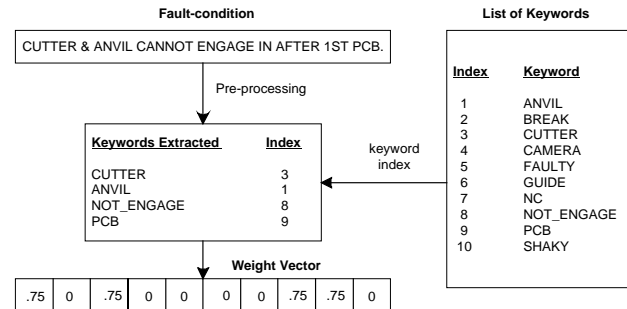 Fault-condition
CUTTER & ANVIL CANNOT ENGAGE IN AFTER 1ST PCB.
Pre-processing
Keywords Extracted Index
CUTTER 3
ANVIL 1
NOT_ENGAGE 8
PCB 9
keyword
index
List of Keywords
Index Keyword
1 ANVIL
2 BREAK
3 CUTTER
4 CAMERA
5 FAULTY
6 GUIDE
7 NC
8 NOT_ENGAGE
9 PCB
10 SHAKY
Weight Vector
.75 0 .75 0 0 0 0 .75 .75 0